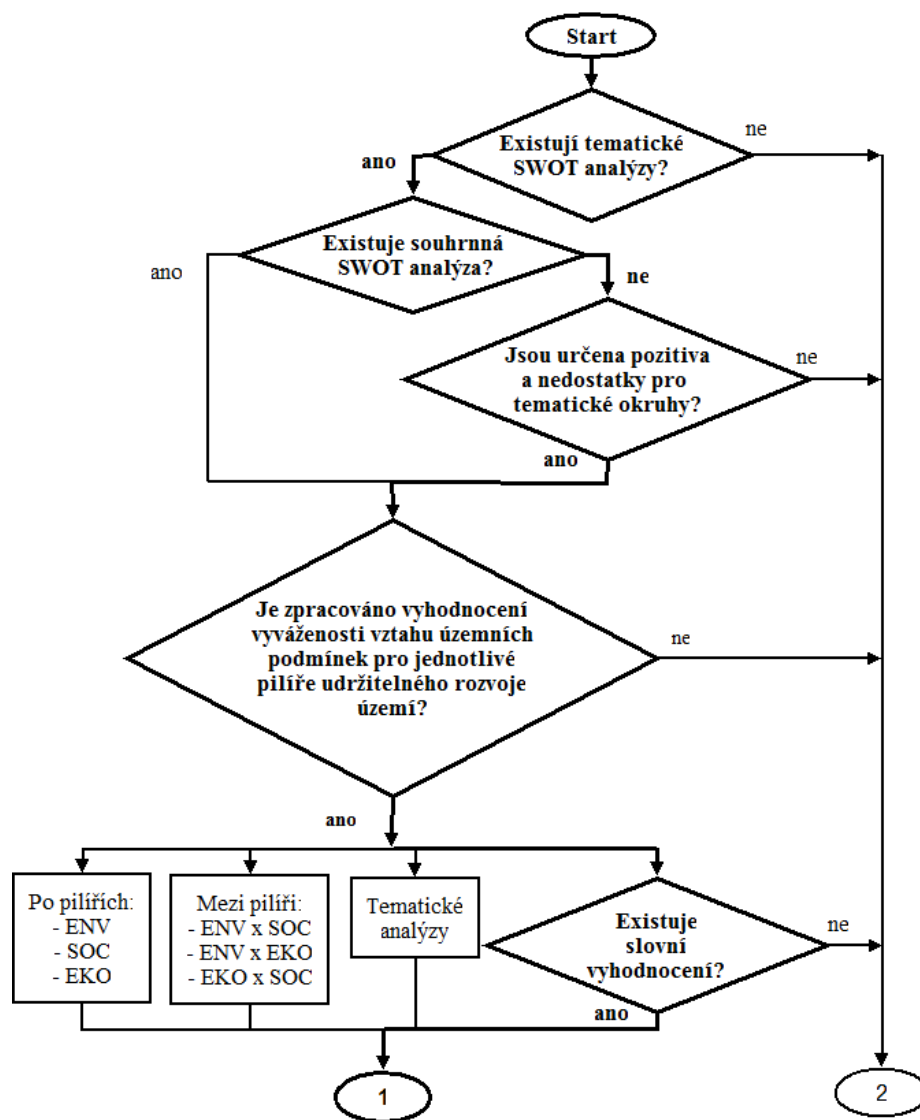 Start
Existují tematické
SWOT analýzy?
ne
ano
Existuje souhrnná
SWOT analýza?
ano
ne
Jsou určena pozitiva
a nedostatky pro
tematické okruhy?
ne
ano
Je zpracováno vyhodnocení
vyváženosti vztahu územních
podmínek pro jednotlivé
pilíře udržitelného rozvoje
území?
ne
ano
Po pilířích:
- ENV
- SOC
- EKO
Mezi pilíři:
- ENV x SOC
- ENV x EKO
- EKO x SOC
Tematické
analýzy
Existuje
slovní
vyhodnocení?
ne
ano
1
2